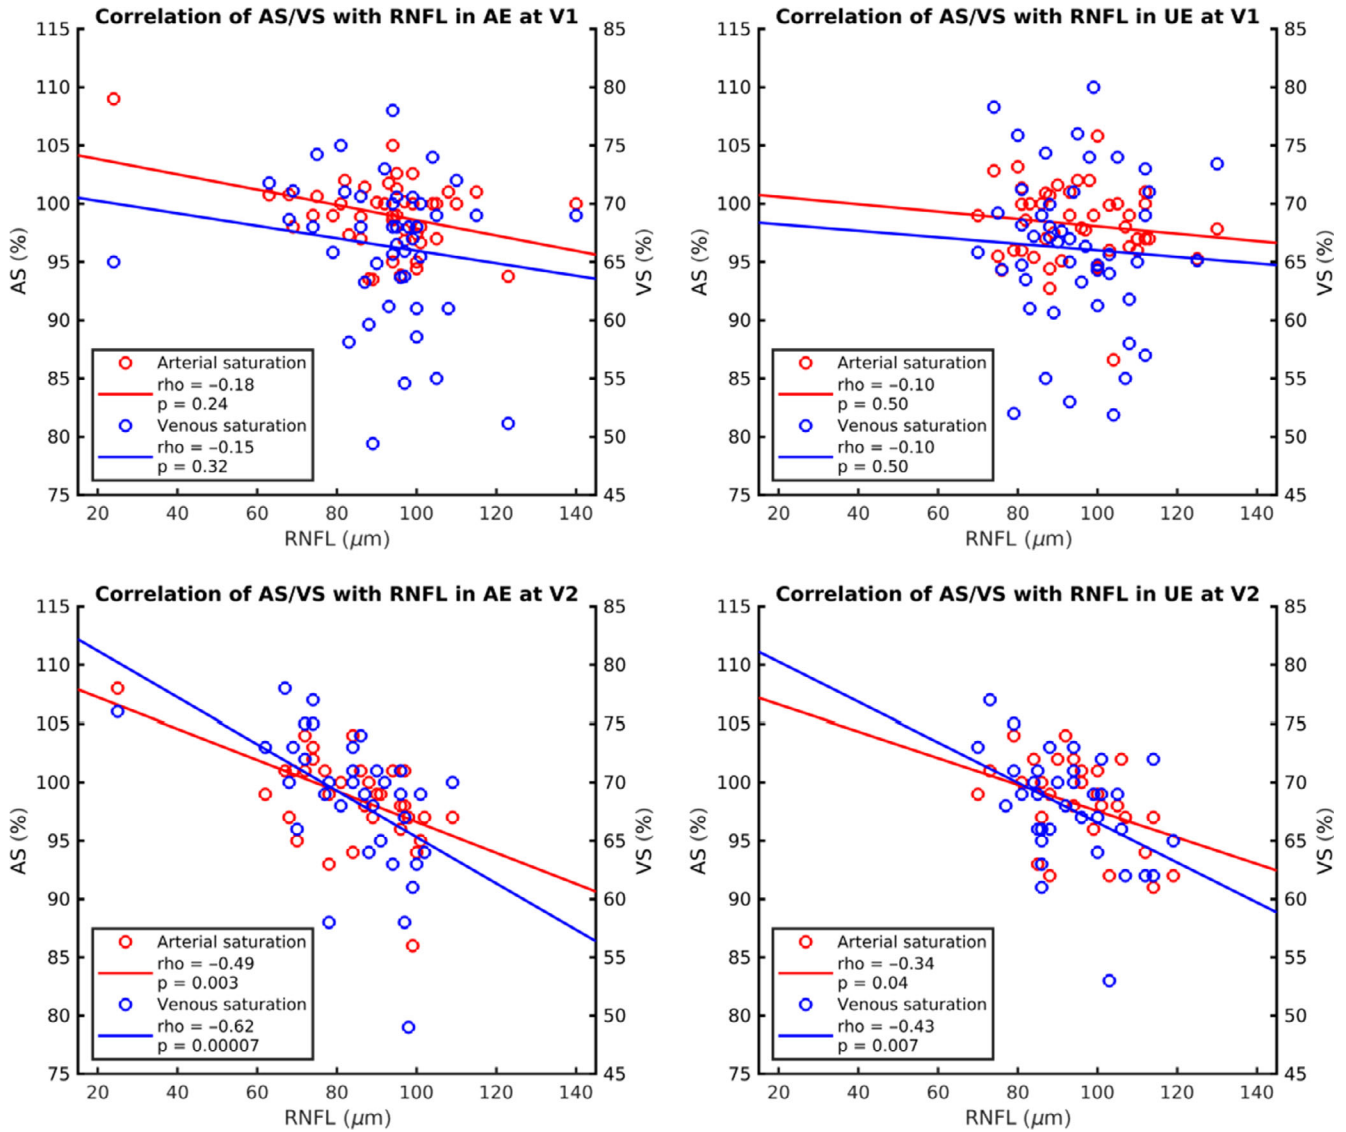 Correlation of AS/VS with RNFL in AE at V1
115
110
105
100
95
90
85
80
75
AS (%)
85
80
75
70
65
60
55
50
45
VS (%)
Arterial saturation
rho = –0.18
p = 0.24
Venous saturation
rho = –0.15
p = 0.32
20 40 60 80 100 120 140
RNFL (μm)
Correlation of AS/VS with RNFL in UE at V1
115
110
105
100
95
90
85
80
75
AS (%)
85
80
75
70
65
60
55
50
45
VS (%)
Arterial saturation
rho = –0.10
p = 0.50
Venous saturation
rho = –0.10
p = 0.50
20 40 60 80 100 120 140
RNFL (μm)
Correlation of AS/VS with RNFL in AE at V2
115
110
105
100
95
90
85
80
75
AS (%)
85
80
75
70
65
60
55
50
45
VS (%)
Arterial saturation
rho = –0.49
p = 0.003
Venous saturation
rho = –0.62
p = 0.00007
20 40 60 80 100 120 140
RNFL (μm)
Correlation of AS/VS with RNFL in UE at V2
115
110
105
100
95
90
85
80
75
AS (%)
85
80
75
70
65
60
55
50
45
VS (%)
Arterial saturation
rho = –0.34
p = 0.04
Venous saturation
rho = –0.43
p = 0.007
20 40 60 80 100 120 140
RNFL (μm)